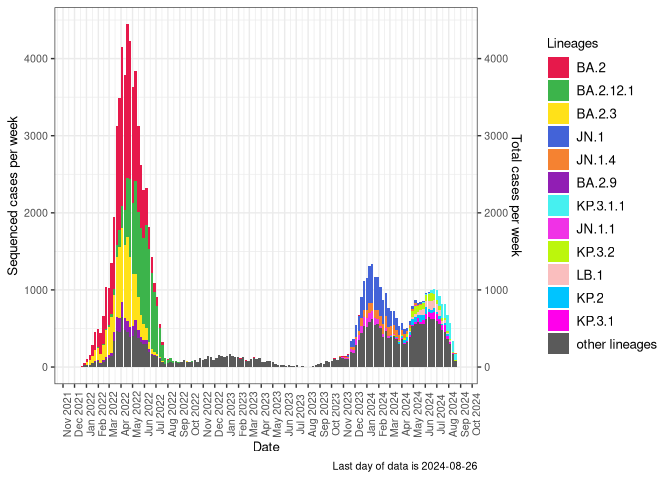 Lineages
BA.2
BA.2.12.1
BA.2.3
JN.1
JN.1.4
BA.2.9
KP.3.1.1
JN.1.1
KP.3.2
LB.1
KP.2
KP.3.1
other lineages
Sequenced cases per week
4000
3000
2000
1000
0
Total cases per week
4000
3000
2000
1000
0
Nov 2021
Dec 2021
Jan 2022
Feb 2022
Mar 2022
Apr 2022
May 2022
Jun 2022
Jul 2022
Aug 2022
Sep 2022
Oct 2022
Nov 2022
Dec 2022
Jan 2023
Feb 2023
Mar 2023
Apr 2023
May 2023
Jun 2023
Jul 2023
Aug 2023
Sep 2023
Oct 2023
Nov 2023
Dec 2023
Jan 2024
Feb 2024
Mar 2024
Apr 2024
May 2024
Jun 2024
Jul 2024
Aug 2024
Sep 2024
Oct 2024
Date
Last day of data is 2024-08-26